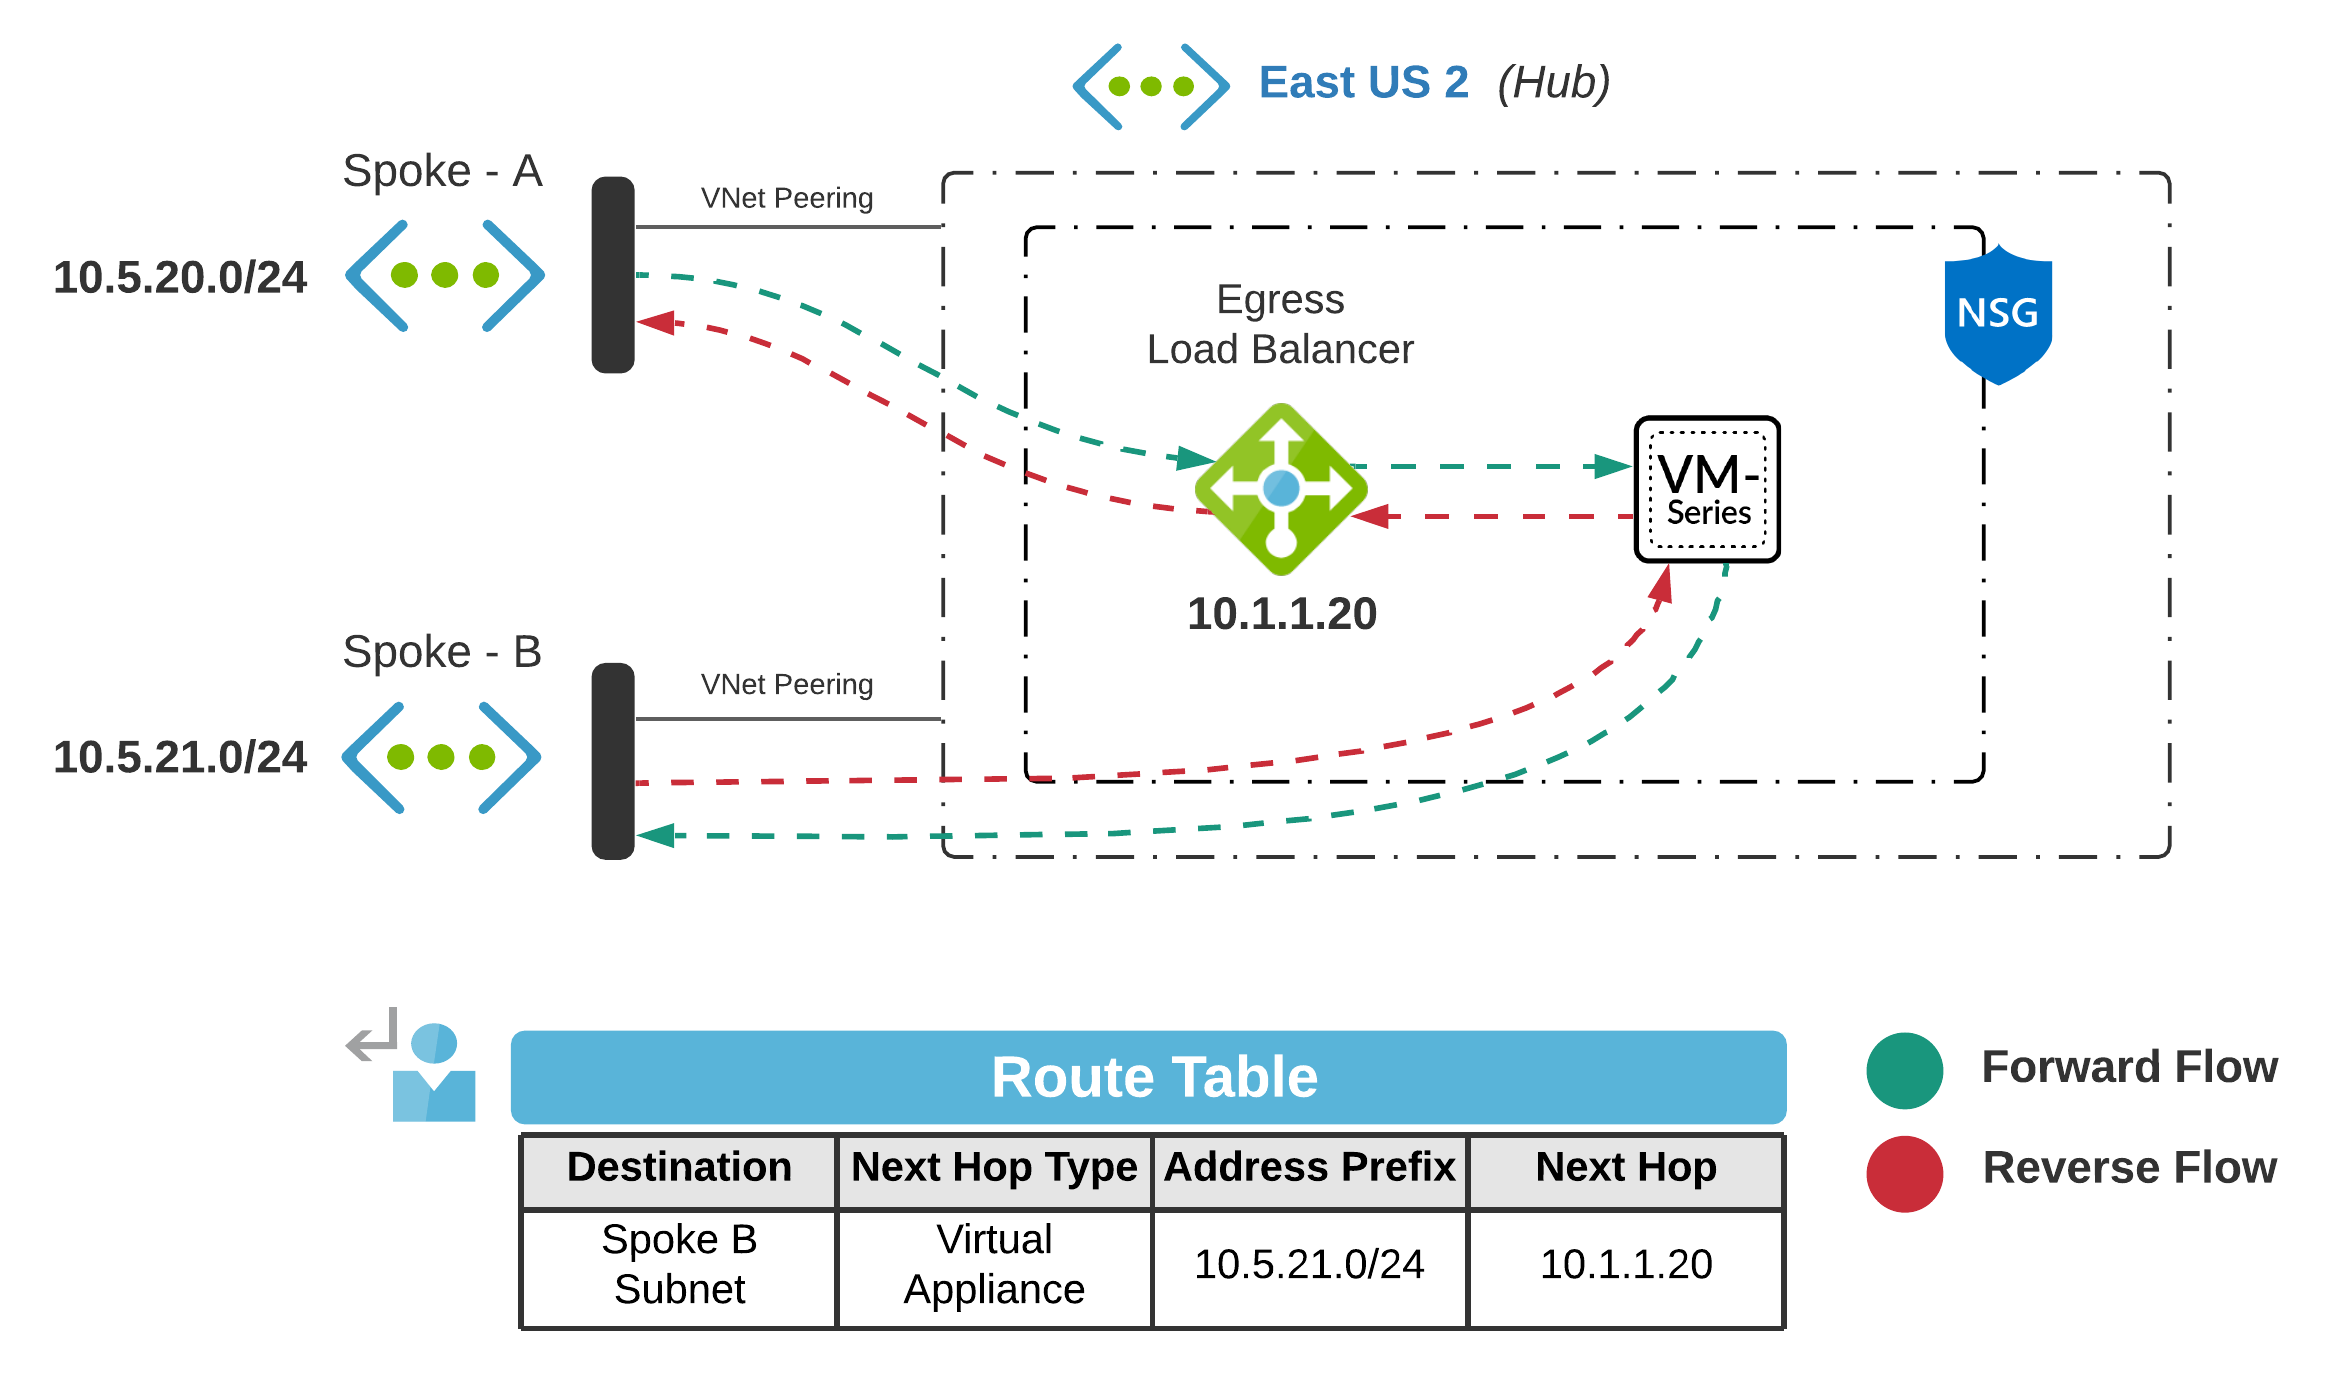 East US 2 (Hub)
Spoke - A
VNet Peering
10.5.20.0/24
Egress
Load Balancer
NSG
VM-
Series
10.1.1.20
Spoke - B
VNet Peering
10.5.21.0/24
Route Table
Forward Flow
Reverse Flow
Destination Next Hop Type Address Prefix Next Hop
Spoke B Subnet Virtual Appliance 10.5.21.0/24 10.1.1.20